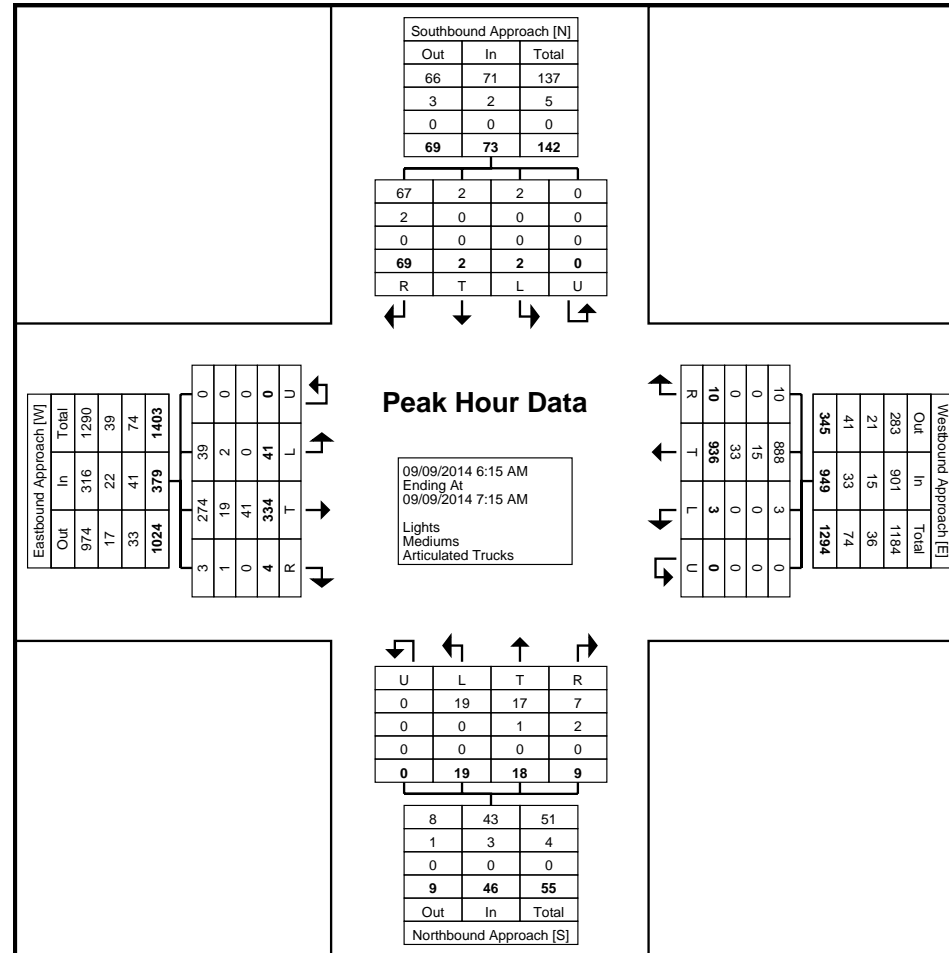 Southbound Approach [N]
Out In Total
66 71 137
3 2 5
0 0 0
69 73 142
67 2 2 0
2 0 0 0
0 0 0 0
69 2 2 0
R T L U
Eastbound Approach [W]
Total In Out
1290 316 974
39 22 17
74 41 33
1403 379 1024
0 39 274 3
0 2 19 1
0 0 41 0
0 41 334 4
U L T R
Peak Hour Data
09/09/2014 6:15 AM
Ending At
09/09/2014 7:15 AM
Lights
Mediums
Articulated Trucks
R T L U
10 936 3 0
0 33 0 0
0 15 0 0
10 888 3 0
Westbound Approach [E]
Out In Total
283 901 1184
21 15 36
41 33 74
345 949 1294
U L T R
0 19 17 7
0 0 1 2
0 0 0 0
0 19 18 9
8 43 51
1 3 4
0 0 0
9 46 55
Out In Total
Northbound Approach [S]